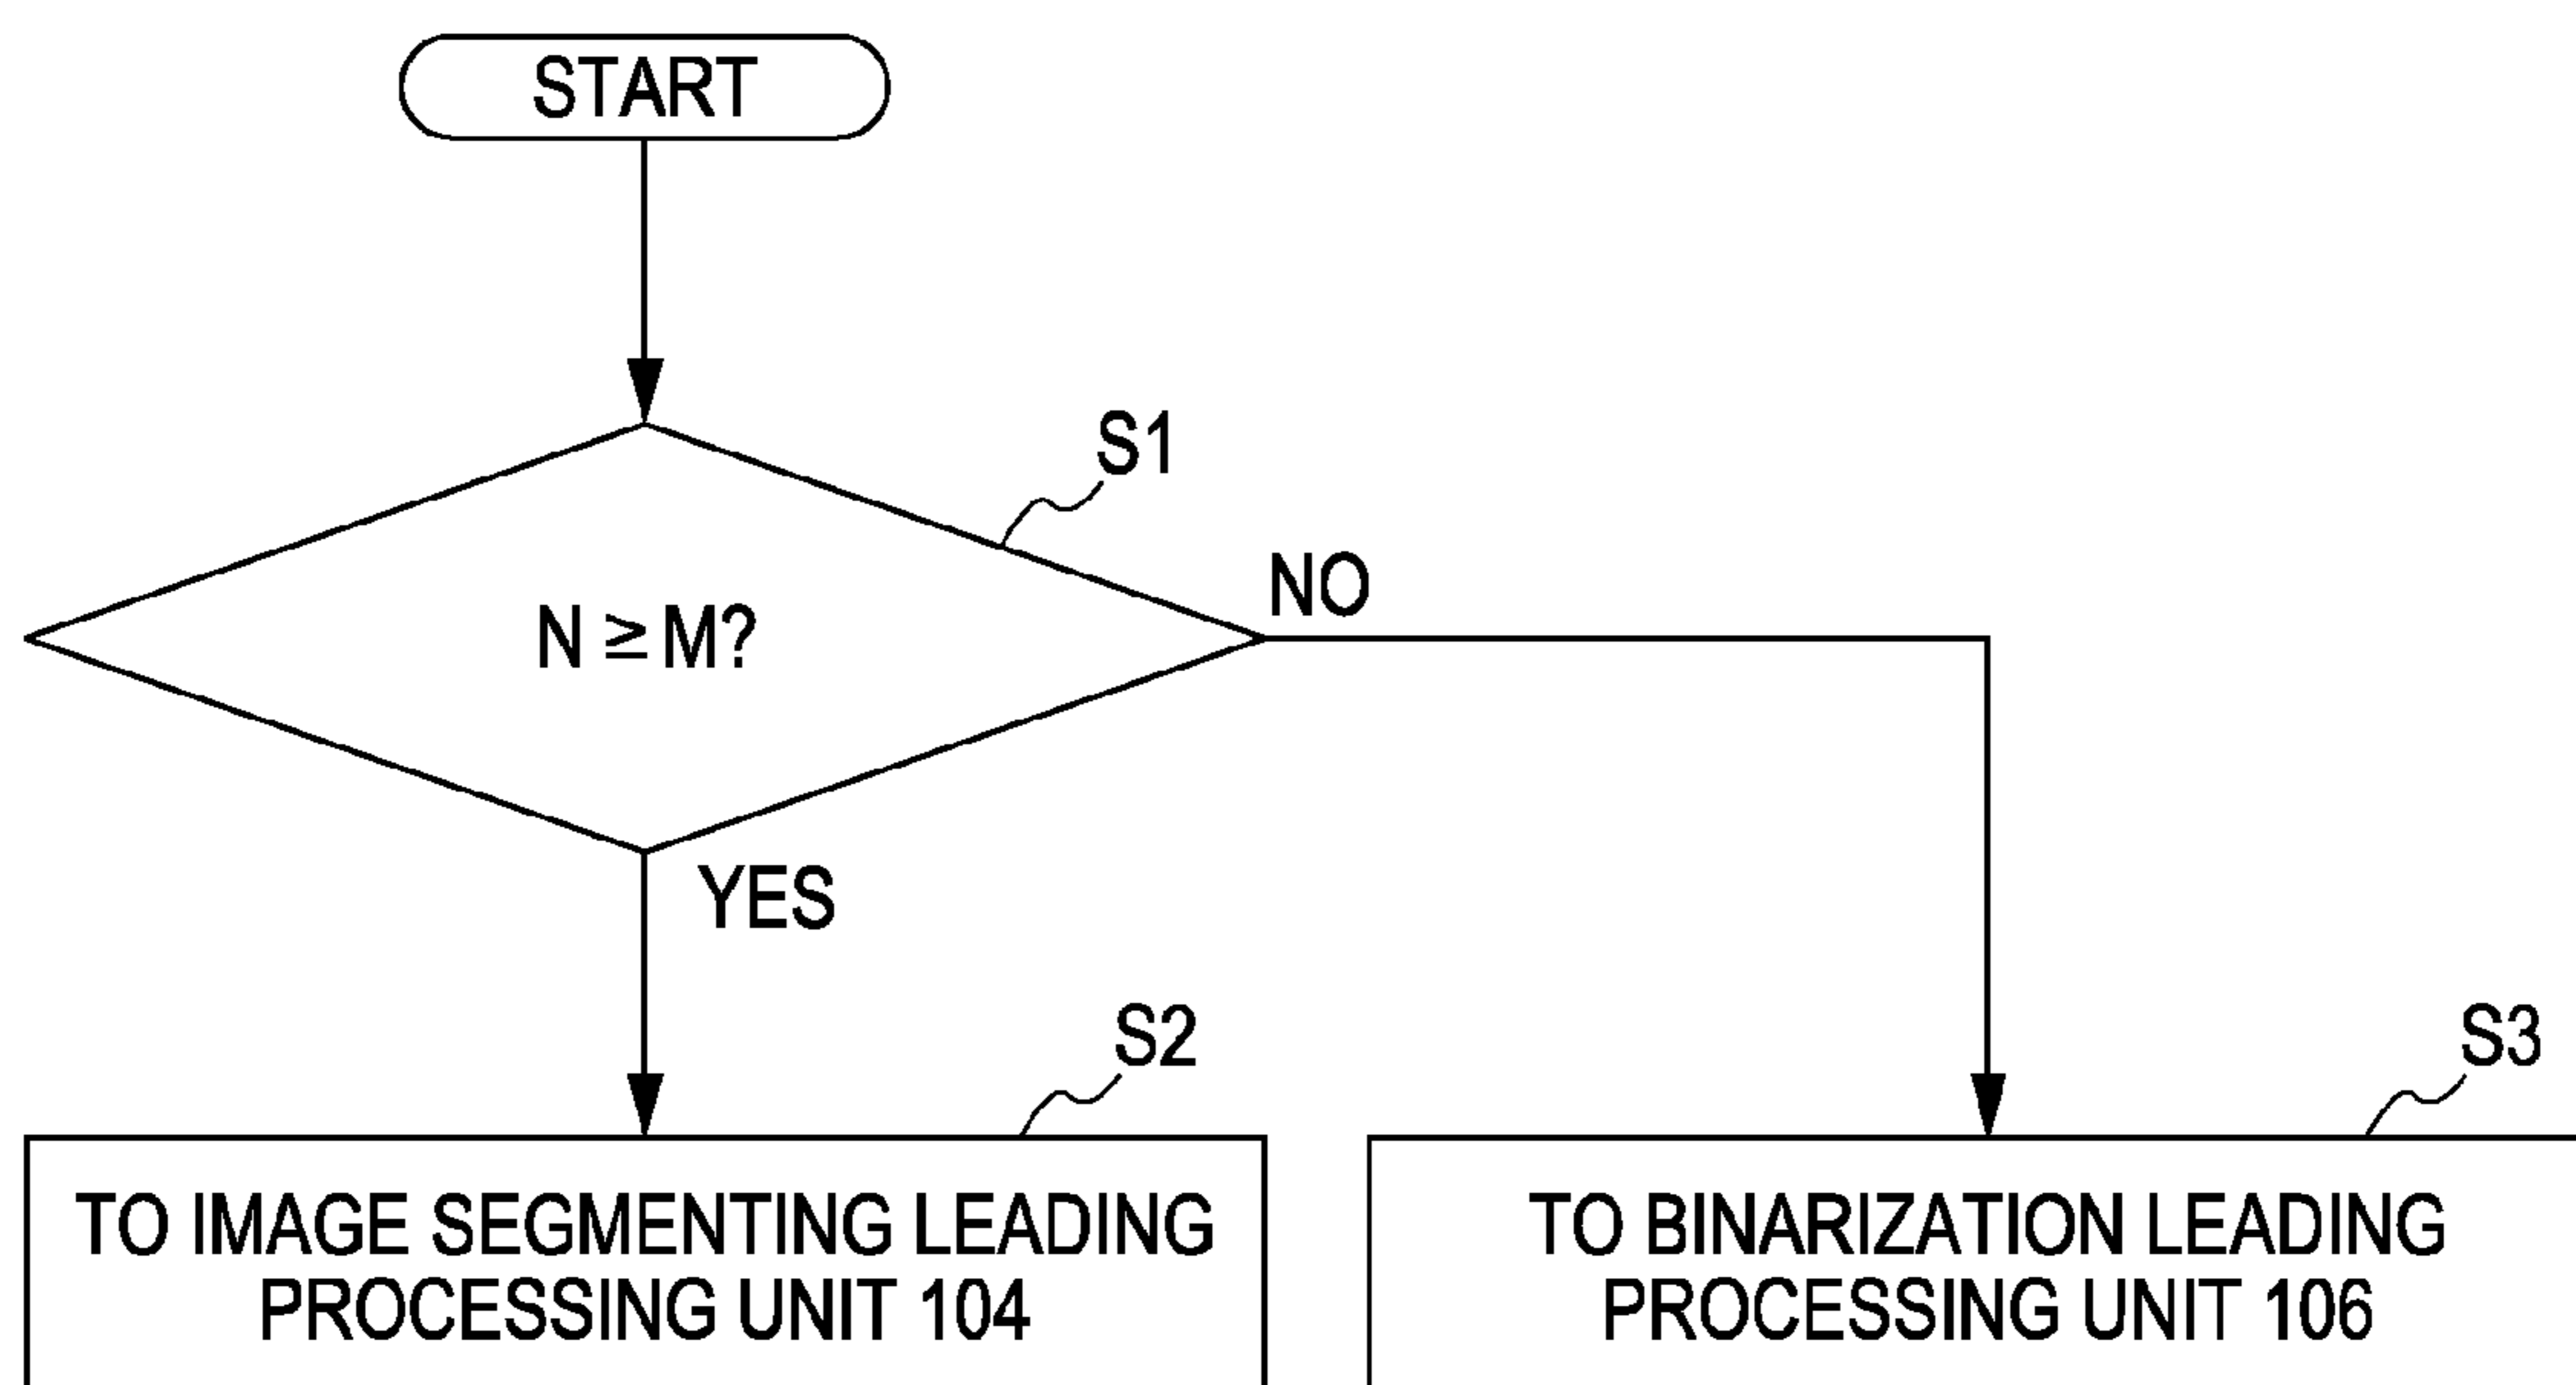 START
S1
N ≥ M?
NO
YES
S2
TO IMAGE SEGMENTING LEADING
PROCESSING UNIT 104
S3
TO BINARIZATION LEADING
PROCESSING UNIT 106